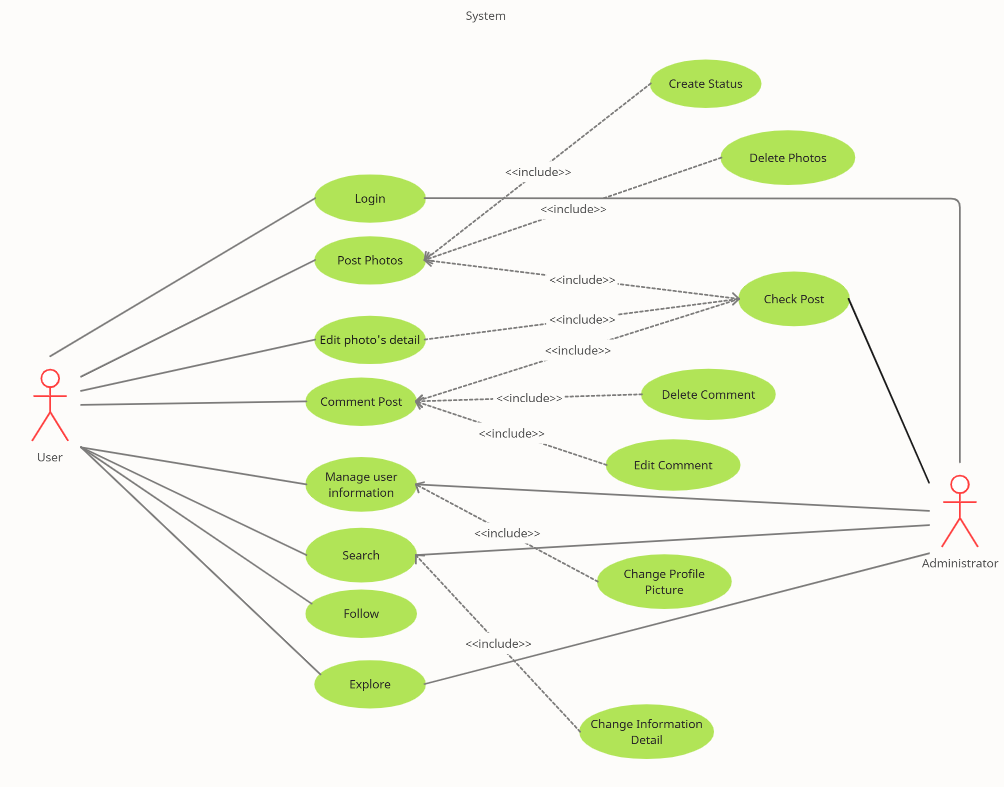 System
Create Status
Delete Photos
<<include>>
Login
<<include>>
Post Photos
<<include>>
Check Post
<<include>>
Edit photo's detail
<<include>>
Delete Comment
<<include>>
Comment Post
<<include>>
User
Edit Comment
Manage user
information
<<include>>
Search
Administrator
Change Profile
Picture
Follow
<<include>>
Explore
Change Information
Detail